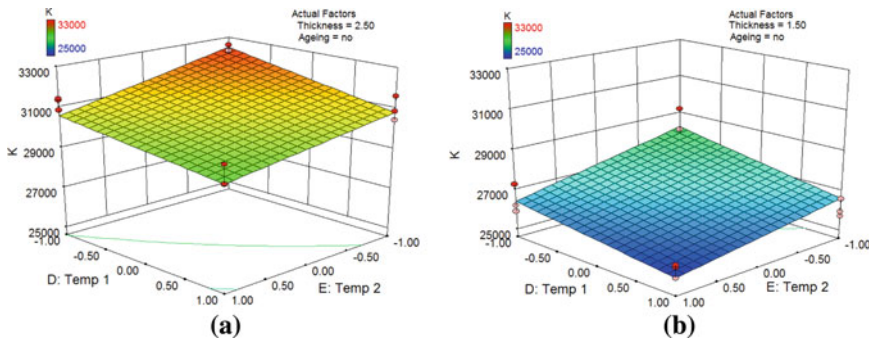 K
33000
25000
Actual Factors
Thickness = 2.50
Ageing = no
33000
31000
29000
27000
25000
K
-1.00
-0.50
0.00
0.50
1.00
D: Temp 1
1.00
0.50
0.00
-0.50
-1.00
E: Temp 2
(a)
K
33000
25000
Actual Factors
Thickness = 1.50
Ageing = no
33000
31000
29000
27000
25000
K
-1.00
-0.50
0.00
0.50
1.00
D: Temp 1
1.00
0.50
0.00
-0.50
-1.00
E: Temp 2
(b)